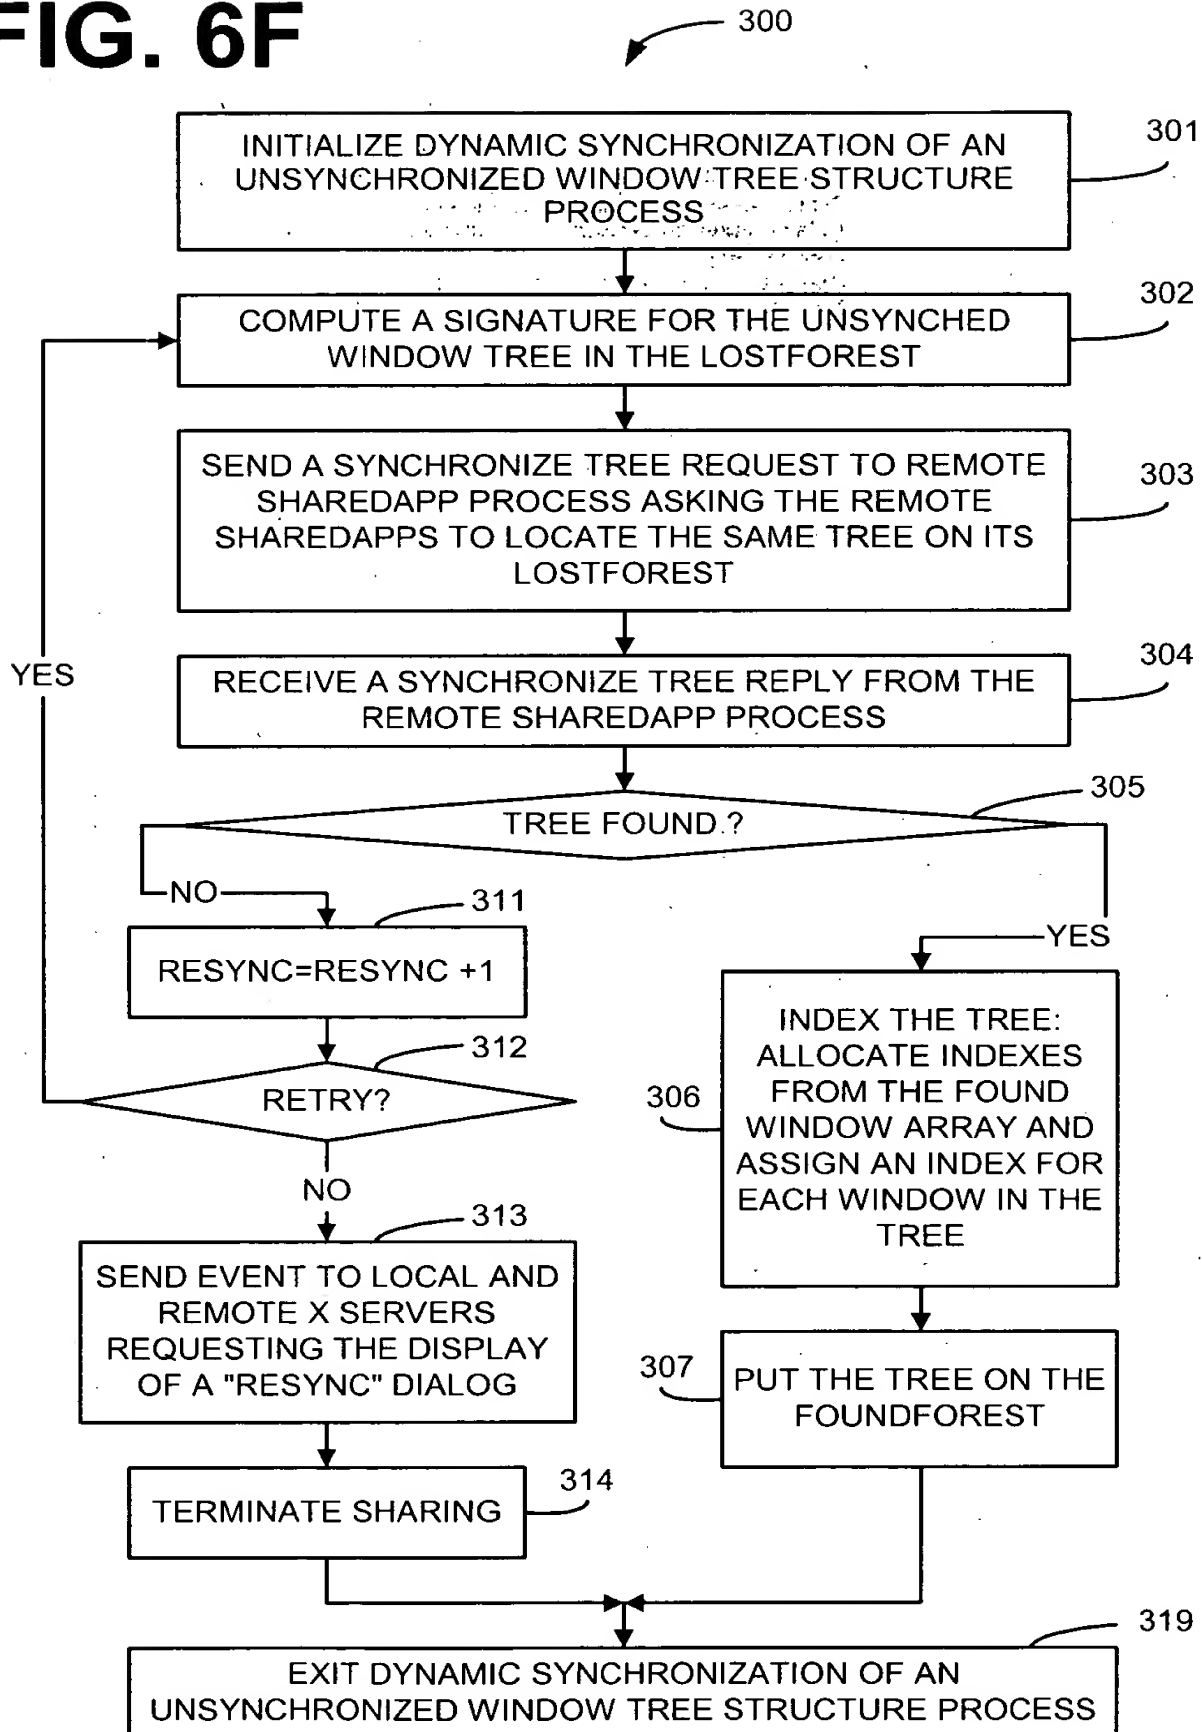 FIG. 6F
300
INITIALIZE DYNAMIC SYNCHRONIZATION OF AN
UNSYNCHRONIZED WINDOW TREE STRUCTURE
PROCESS
301
COMPUTE A SIGNATURE FOR THE UNSYNCHED
WINDOW TREE IN THE LOSTFOREST
302
SEND A SYNCHRONIZE TREE REQUEST TO REMOTE
SHAREDAPP PROCESS ASKING THE REMOTE
SHAREDAPPS TO LOCATE THE SAME TREE ON ITS
LOSTFOREST
303
RECEIVE A SYNCHRONIZE TREE REPLY FROM THE
REMOTE SHAREDAPP PROCESS
304
TREE FOUND ?
305
NO
RESYNC=RESYNC +1
311
RETRY?
312
YES
NO
SEND EVENT TO LOCAL AND
REMOTE X SERVERS
REQUESTING THE DISPLAY
OF A "RESYNC" DIALOG
313
TERMINATE SHARING
314
YES
INDEX THE TREE:
ALLOCATE INDEXES
FROM THE FOUND
WINDOW ARRAY AND
ASSIGN AN INDEX FOR
EACH WINDOW IN THE
TREE
306
PUT THE TREE ON THE
FOUNDFOREST
307
EXIT DYNAMIC SYNCHRONIZATION OF AN
UNSYNCHRONIZED WINDOW TREE STRUCTURE PROCESS
319